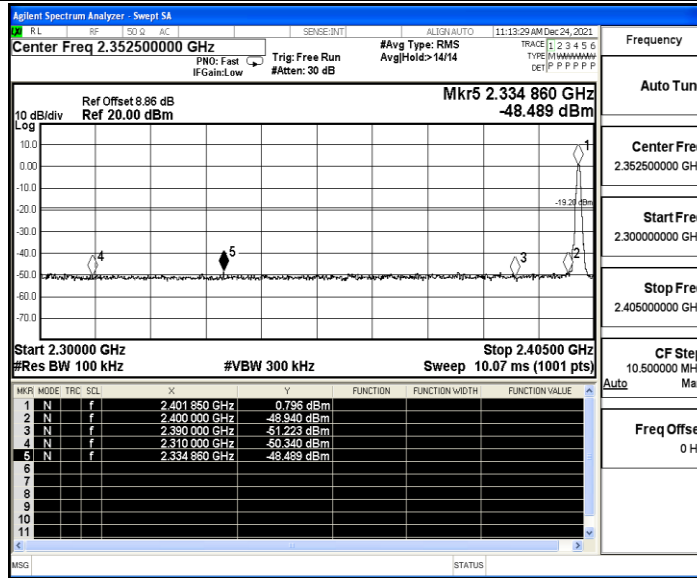 Agilent Spectrum Analyzer - Swept SA
RL RF 50 Ω AC SENSE:INT ALIGN AUTO 11:13:29 AM Dec 24, 2021
Center Freq 2.352500000 GHz
PNO: Fast
IFGain:Low
Trig: Free Run
#Atten: 30 dB
#Avg Type: RMS
Avg|Hold:>14/14
TRACE 1 2 3 4 5 6
TYPE MWWWWW
DET P P P P P P
Frequency
Mkr5 2.334 860 GHz
-48.489 dBm
Ref Offset 8.86 dB
10 dB/div Ref 20.00 dBm
Log
10.0
0.00
-10.0
-20.0
-30.0
-40.0
-50.0
-60.0
-70.0
-19.20 dBm
4 5 3 2 1
Start 2.30000 GHz
Stop 2.40500 GHz
#Res BW 100 kHz #VBW 300 kHz Sweep 10.07 ms (1001 pts)
MKR MODE TRC SCL X Y FUNCTION FUNCTION WIDTH FUNCTION VALUE
1 N f 2.401 850 GHz 0.796 dBm
2 N f 2.400 000 GHz -48.940 dBm
3 N f 2.390 000 GHz -51.223 dBm
4 N f 2.310 000 GHz -50.340 dBm
5 N f 2.334 860 GHz -48.489 dBm
6
7
8
9
10
11
MSG STATUS
Auto Tun
Center Fre
2.352500000 GH
Start Fre
2.300000000 GH
Stop Fre
2.405000000 GH
CF Ste
10.500000 MH
Auto Ma
Freq Offse
0 H